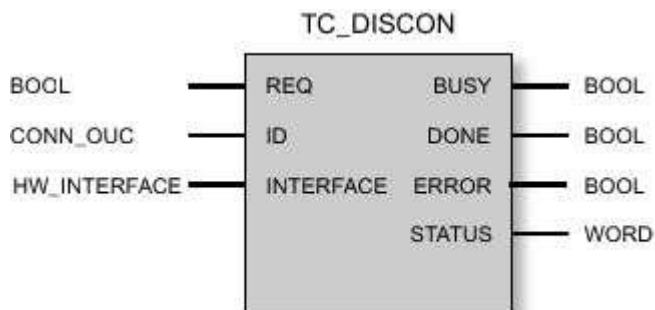 TC_DISCON
BOOL REQ BUSY BOOL
CONN_OUC ID DONE BOOL
HW_INTERFACE INTERFACE ERROR BOOL
STATUS WORD